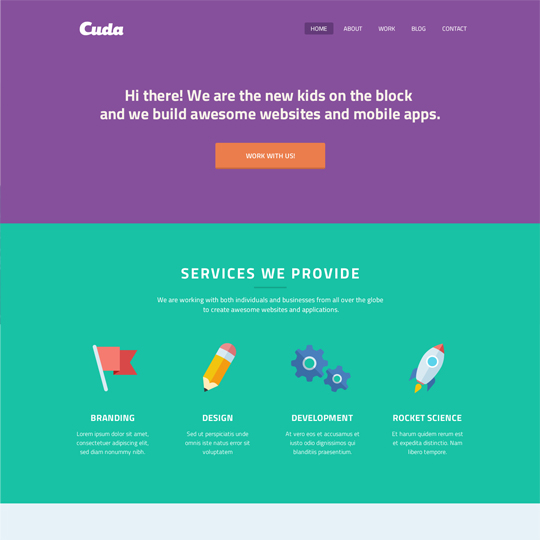 Cuda
HOME ABOUT WORK BLOG CONTACT
Hi there! We are the new kids on the block
and we build awesome websites and mobile apps.
WORK WITH US!
SERVICES WE PROVIDE
We are working with both individuals and businesses from all over the globe
to create awesome websites and applications.
BRANDING
Lorem ipsum dolor sit amet,
consectetuer adipiscing elit,
sed diam nonummy nibh.
DESIGN
Sed ut perspiciatis unde
omnis iste natus error sit
voluptatem
DEVELOPMENT
At vero eos et accusamus et
iusto odio dignissimos qui
blanditiis praesentium.
ROCKET SCIENCE
Et harum quidem rerum est
et expedita distinctio. Nam
libero tempore.